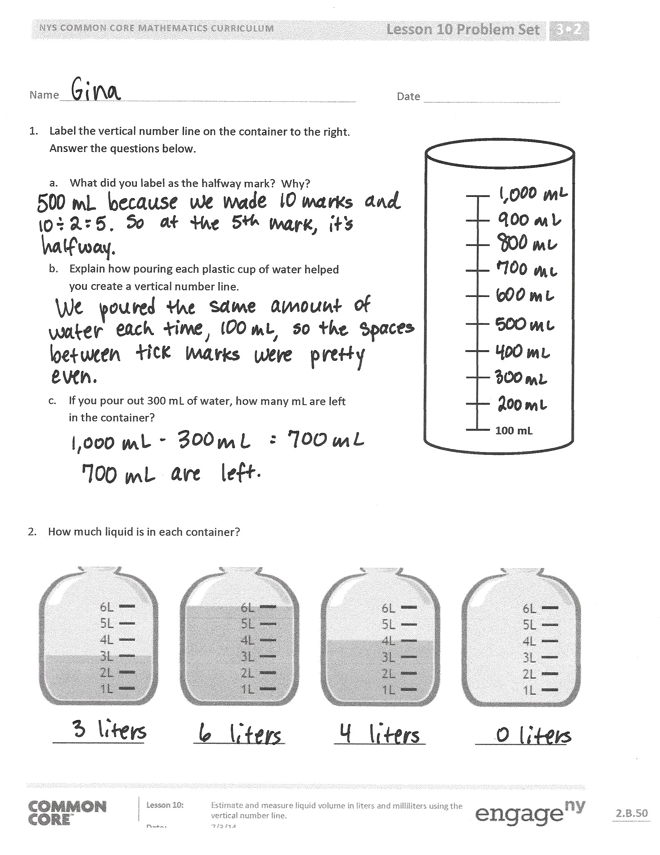 NYS COMMON CORE MATHEMATICS CURRICULUM
Lesson 10 Problem Set 3•2
Name Gina
Date
1. Label the vertical number line on the container to the right.
Answer the questions below.
a. What did you label as the halfway mark? Why?
500 mL because we made 10 marks and
10÷2=5. So at the 5th mark, it's
halfway.
b. Explain how pouring each plastic cup of water helped
you create a vertical number line.
We poured the same amount of
water each time, 100 mL, so the spaces
between tick marks were pretty
even.
c. If you pour out 300 mL of water, how many mL are left
in the container?
1,000 mL - 300 mL = 700 mL
700 mL are left.
1,000 mL
900 mL
800 mL
700 mL
600 mL
500 mL
400 mL
300 mL
200 mL
100 mL
2. How much liquid is in each container?
6L
5L
4L
3L
2L
1L
3 liters
6L
5L
4L
3L
2L
1L
6 liters
6L
5L
4L
3L
2L
1L
4 liters
6L
5L
4L
3L
2L
1L
0 liters
COMMON
CORE™
Lesson 10:
Estimate and measure liquid volume in liters and milliliters using the
vertical number line.
Date:
7/3/14
engage ny
2.B.50